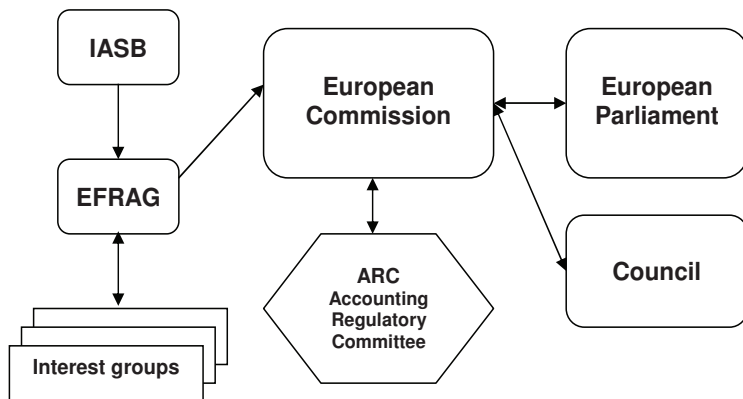 IASB
European
Commission
European
Parliament
EFRAG
Council
ARC
Accounting
Regulatory
Committee
Interest groups